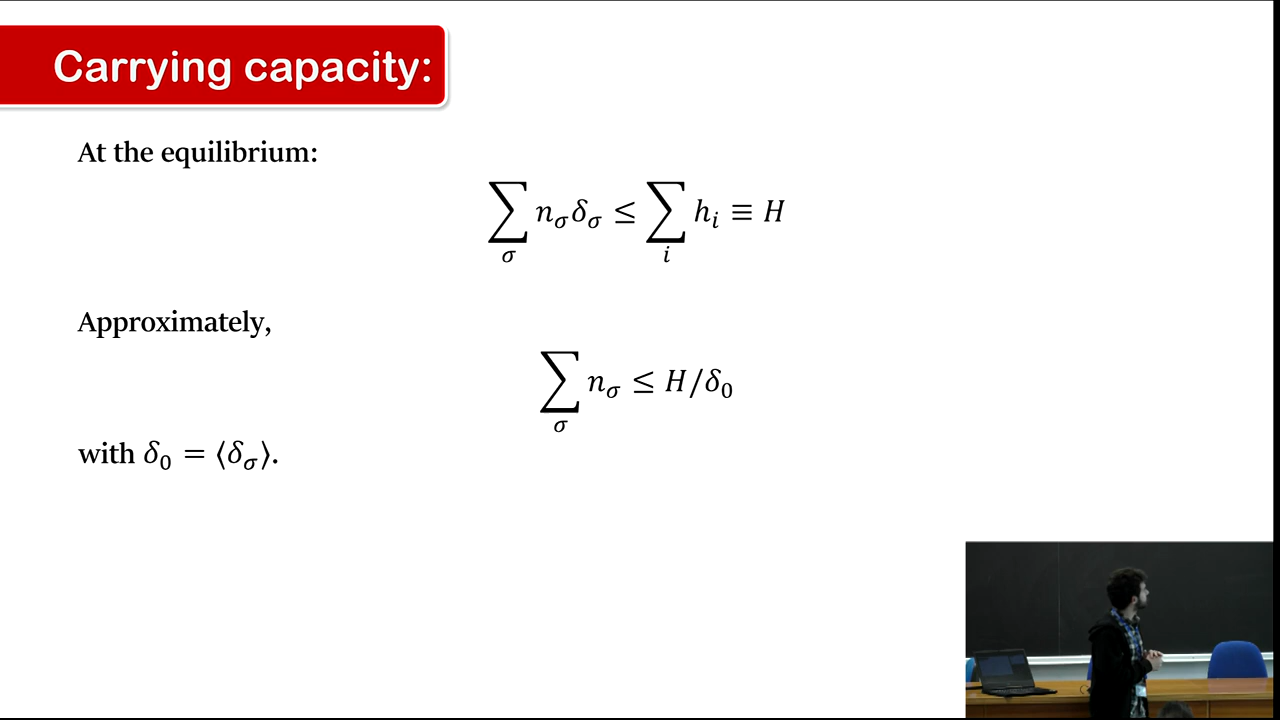 Carrying capacity:
At the equilibrium:
∑_σ n_σ δ_σ ≤ ∑_i h_i ≡ H
Approximately,
∑_σ n_σ ≤ H/δ_0
with δ_0 = ⟨δ_σ⟩.